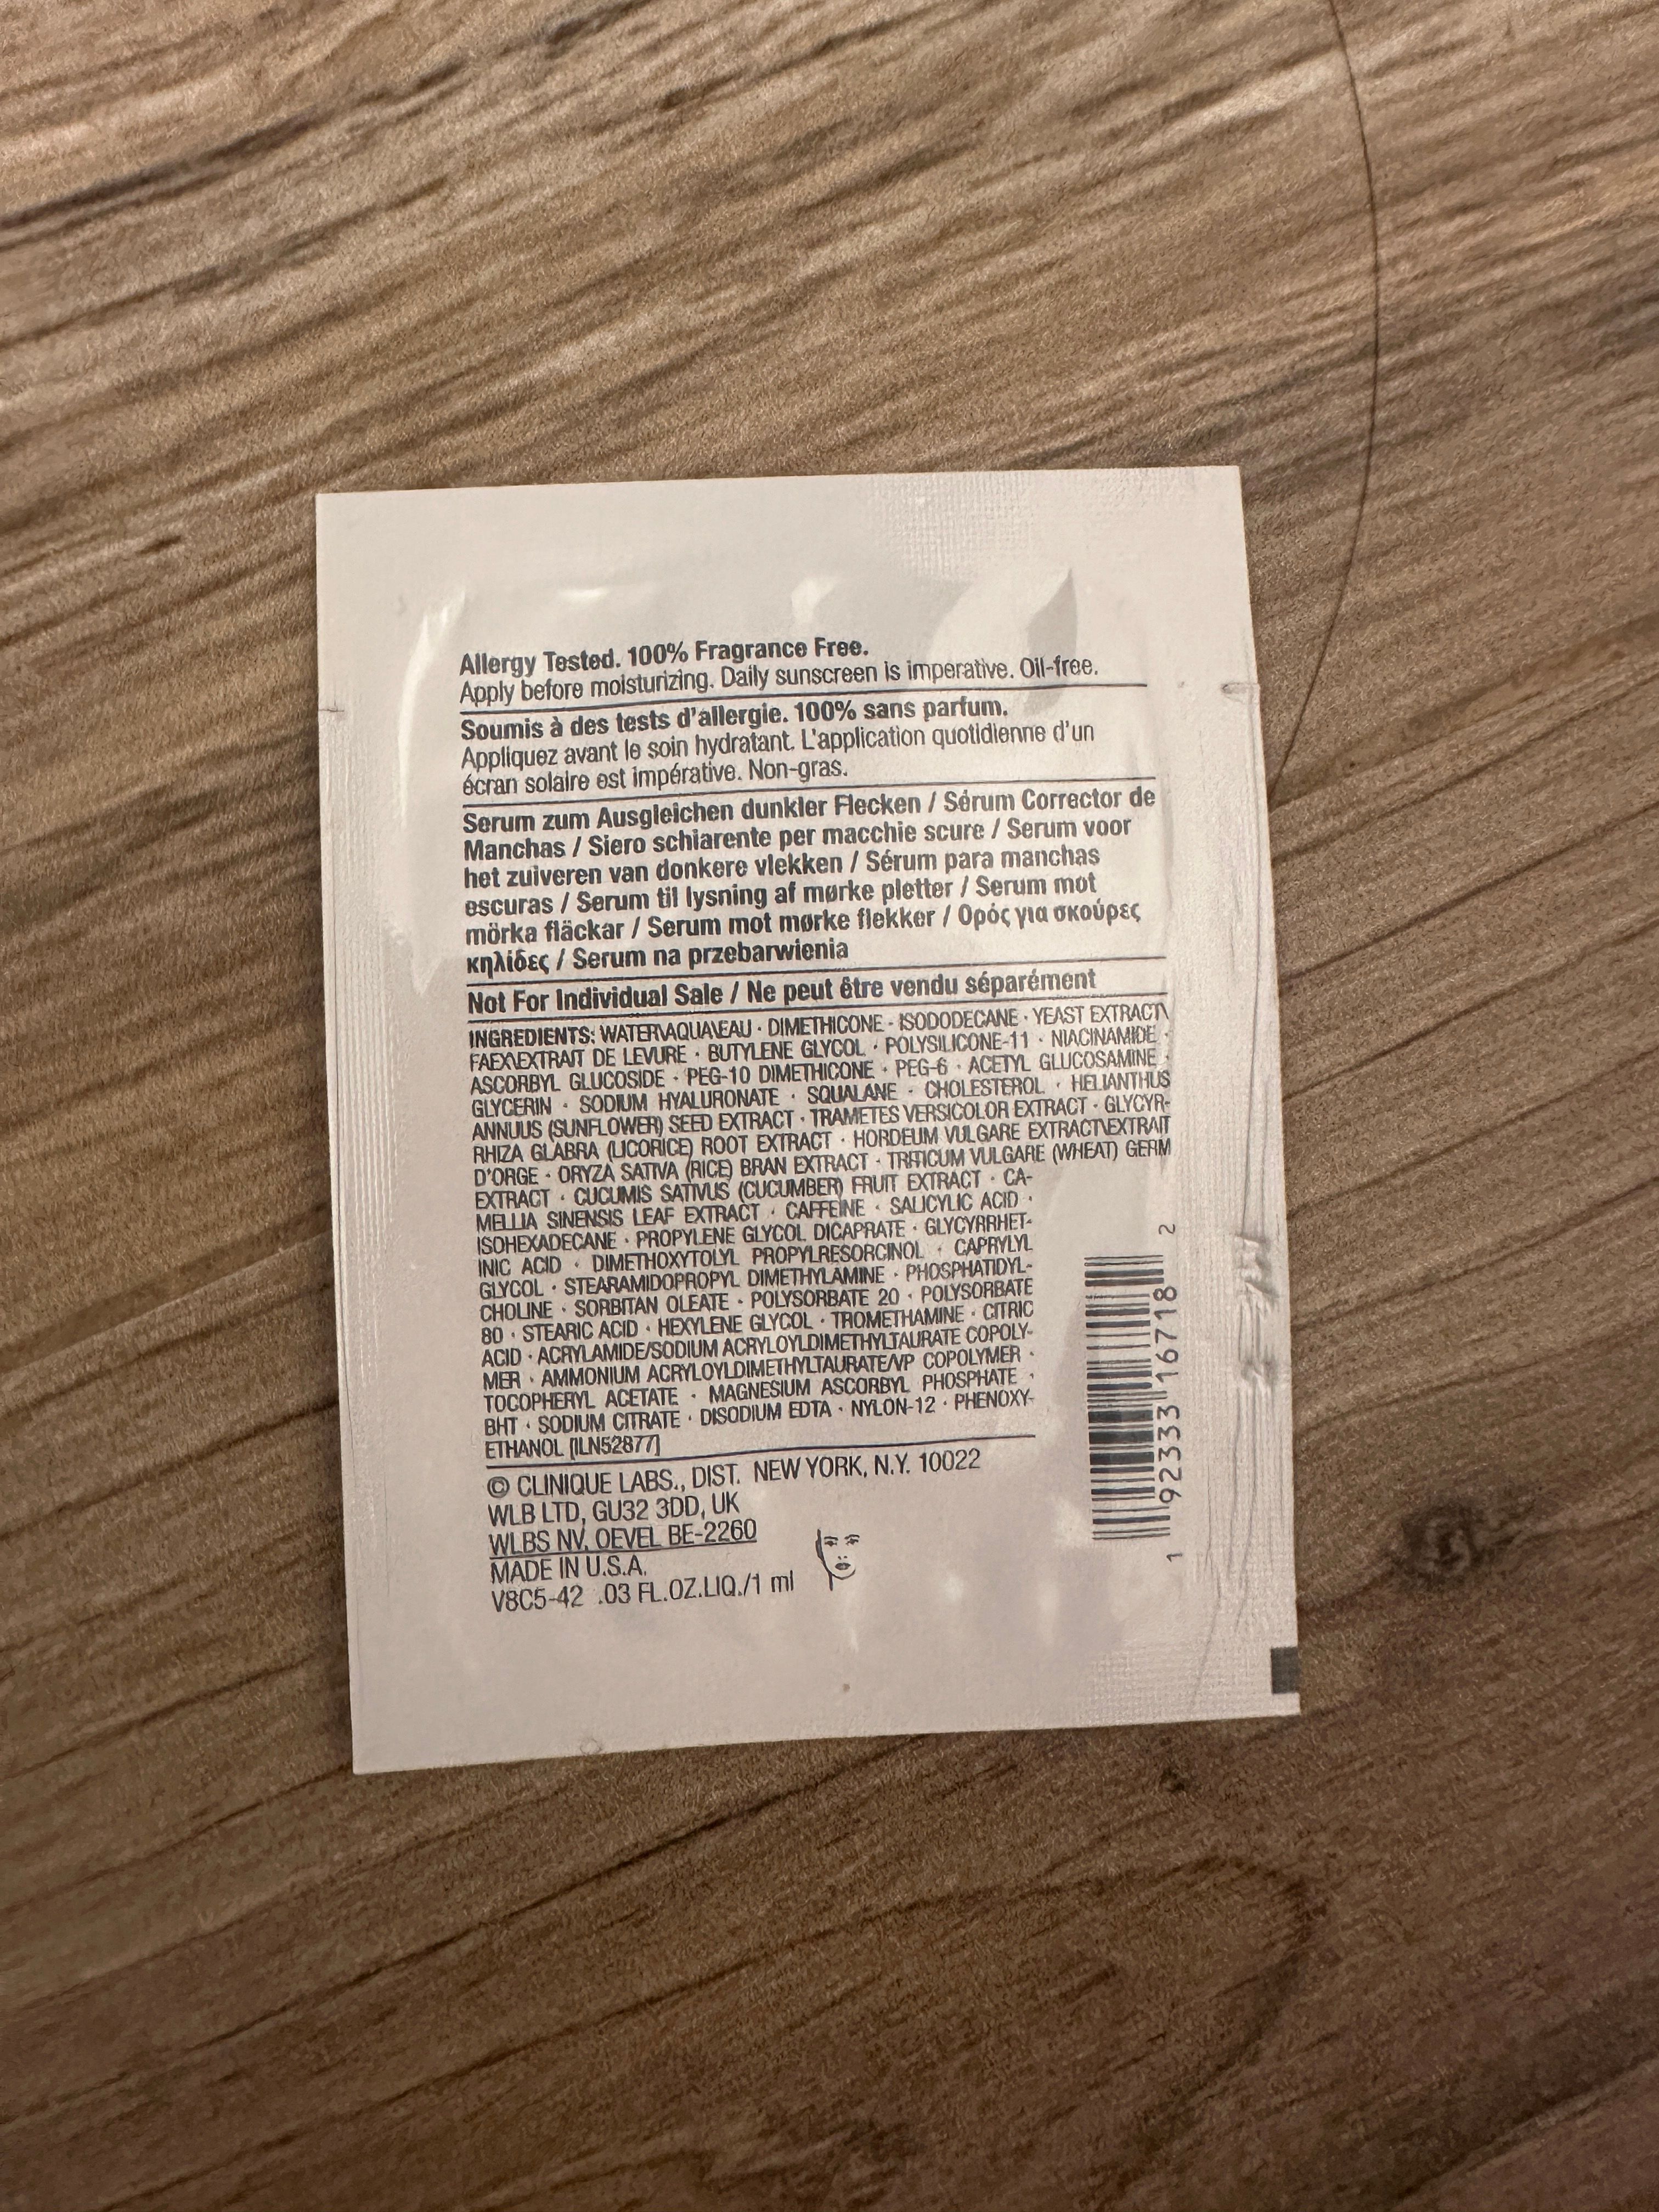 Allergy Tested. 100% Fragrance Free.
Apply before moisturizing. Daily sunscreen is imperative. Oil-free.
Soumis à des tests d'allergie. 100% sans parfum.
Appliquez avant le soin hydratant. L'application quotidienne d'un
écran solaire est impérative. Non-gras.
Serum zum Ausgleichen dunkler Flecken / Sérum Corrector de
Manchas / Siero schiarente per macchie scure / Serum voor
het zuiveren van donkere vlekken / Sérum para manchas
escuras / Serum til lysning af mørke pletter / Serum mot
mörka fläckar / Serum mot mørke flekker / Ορός για σκούρες
κηλίδες / Serum na przebarwienia
Not For Individual Sale / Ne peut être vendu séparément
INGREDIENTS: WATER\AQUA\EAU · DIMETHICONE · ISODODECANE · YEAST EXTRACT\
FAEX\EXTRAIT DE LEVURE · BUTYLENE GLYCOL · POLYSILICONE-11 · NIACINAMIDE ·
ASCORBYL GLUCOSIDE · PEG-10 DIMETHICONE · PEG-6 · ACETYL GLUCOSAMINE ·
GLYCERIN · SODIUM HYALURONATE · SQUALANE · CHOLESTEROL · HELIANTHUS
ANNUUS (SUNFLOWER) SEED EXTRACT · TRAMETES VERSICOLOR EXTRACT · GLYCYR-
RHIZA GLABRA (LICORICE) ROOT EXTRACT · HORDEUM VULGARE EXTRACT\EXTRAIT
D'ORGE · ORYZA SATIVA (RICE) BRAN EXTRACT · TRITICUM VULGARE (WHEAT) GERM
EXTRACT · CUCUMIS SATIVUS (CUCUMBER) FRUIT EXTRACT · CA-
MELLIA SINENSIS LEAF EXTRACT · CAFFEINE · SALICYLIC ACID ·
ISOHEXADECANE · PROPYLENE GLYCOL DICAPRATE · GLYCYRRHET-
INIC ACID · DIMETHOXYTOLYL PROPYLRESORCINOL · CAPRYLYL
GLYCOL · STEARAMIDOPROPYL DIMETHYLAMINE · PHOSPHATIDYL-
CHOLINE · SORBITAN OLEATE · POLYSORBATE 20 · POLYSORBATE
80 · STEARIC ACID · HEXYLENE GLYCOL · TROMETHAMINE · CITRIC
ACID · ACRYLAMIDE/SODIUM ACRYLOYLDIMETHYLTAURATE COPOLY-
MER · AMMONIUM ACRYLOYLDIMETHYLTAURATE/VP COPOLYMER ·
TOCOPHERYL ACETATE · MAGNESIUM ASCORBYL PHOSPHATE ·
BHT · SODIUM CITRATE · DISODIUM EDTA · NYLON-12 · PHENOXY-
ETHANOL [ILN52877]
© CLINIQUE LABS., DIST. NEW YORK, N.Y. 10022
WLB LTD, GU32 3DD, UK
WLBS NV, OEVEL BE-2260
MADE IN U.S.A.
V8C5-42 .03 FL.OZ.LIQ./1 ml
1 92333 16718 2